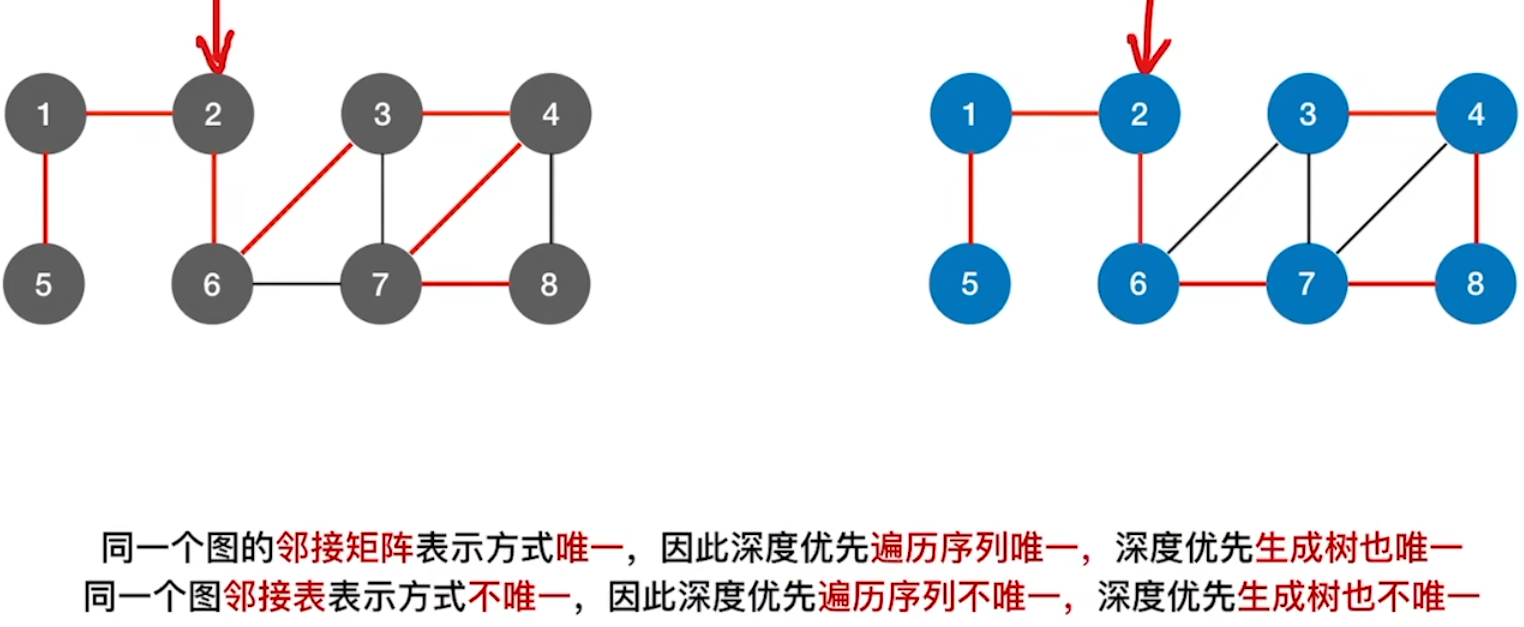 1 2 3 4 1 2 3 4
5 6 7 8 5 6 7 8
同一个图的邻接矩阵表示方式唯一，因此深度优先遍历序列唯一，深度优先生成树也唯一
同一个图邻接表表示方式不唯一，因此深度优先遍历序列不唯一，深度优先生成树也不唯一